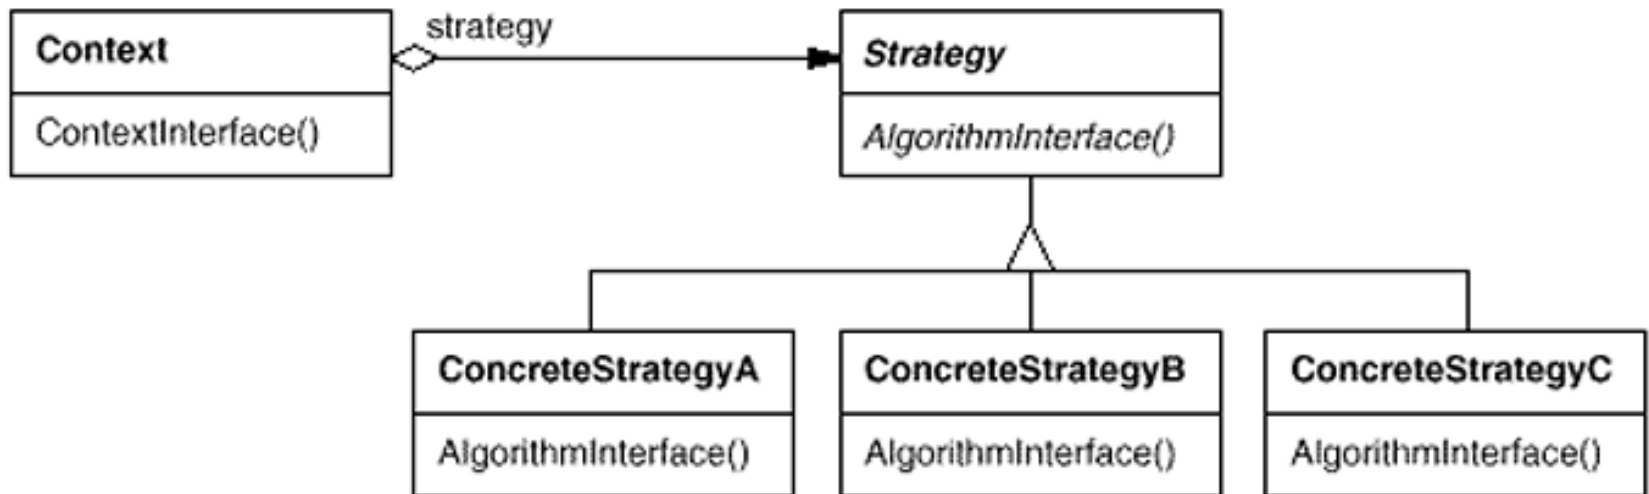 strategy
Context
Strategy
ContextInterface()
AlgorithmInterface()
ConcreteStrategyA
ConcreteStrategyB
ConcreteStrategyC
AlgorithmInterface()
AlgorithmInterface()
AlgorithmInterface()